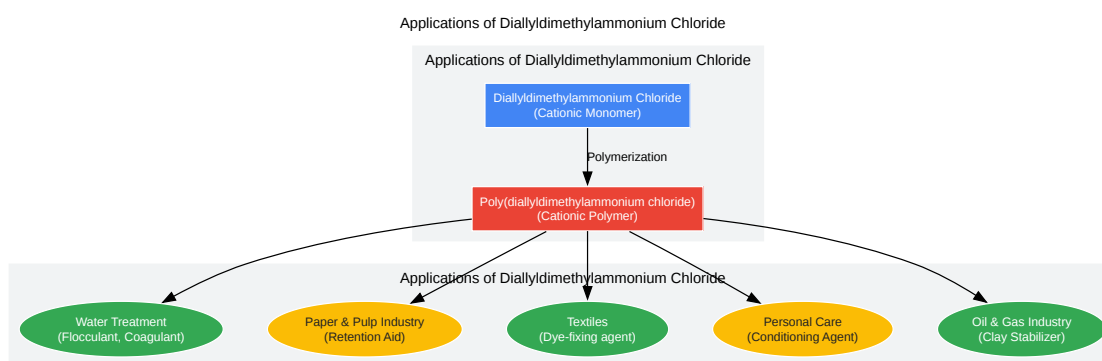 Applications of Diallyldimethylammonium Chloride
Applications of Diallyldimethylammonium Chloride
Diallyldimethylammonium Chloride
(Cationic Monomer)
Polymerization
Poly(diallyldimethylammonium chloride)
(Cationic Polymer)
Applications of Diallyldimethylammonium Chloride
Water Treatment
(Flocculant, Coagulant)
Paper & Pulp Industry
(Retention Aid)
Textiles
(Dye-fixing agent)
Personal Care
(Conditioning Agent)
Oil & Gas Industry
(Clay Stabilizer)